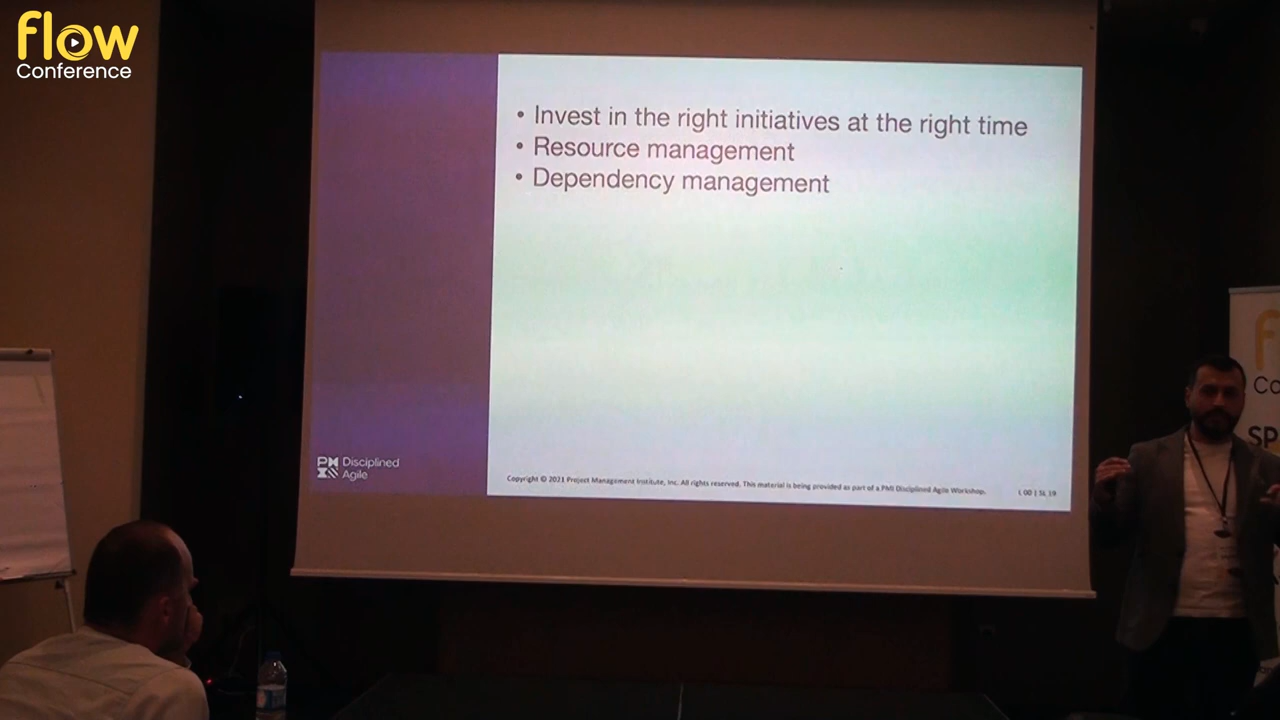 flow
Conference
• Invest in the right initiatives at the right time
• Resource management
• Dependency management
Disciplined
Agile
Copyright © 2021 Project Management Institute, Inc. All rights reserved. This material is being provided as part of a PMI Disciplined Agile Workshop.
f
Co
SP